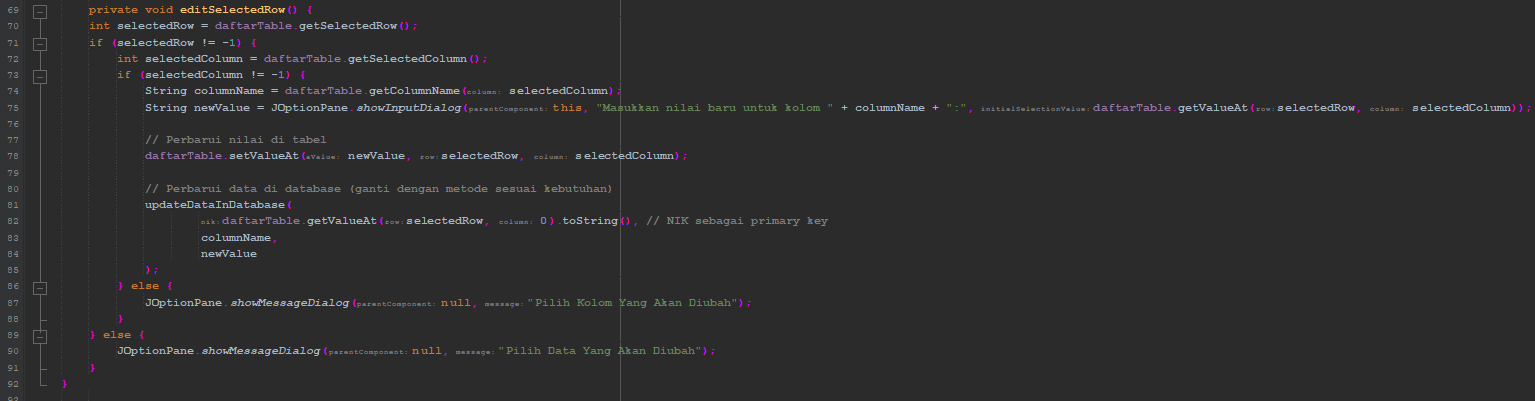 69 private void editSelectedRow() {
70 int selectedRow = daftarTable.getSelectedRow();
71 if (selectedRow != -1) {
72 int selectedColumn = daftarTable.getSelectedColumn();
73 if (selectedColumn != -1) {
74 String columnName = daftarTable.getColumnName(column: selectedColumn);
75 String newValue = JOptionPane.showInputDialog(parentComponent: this, "Masukkan nilai baru untuk kolom " + columnName + ":", initialSelectionValue: daftarTable.getValueAt(row: selectedRow, column: selectedColumn));
76
77 // Perbarui nilai di tabel
78 daftarTable.setValueAt(aValue: newValue, row: selectedRow, column: selectedColumn);
79
80 // Perbarui data di database (ganti dengan metode sesuai kebutuhan)
81 updateDataInDatabase(
82 nik: daftarTable.getValueAt(row: selectedRow, column: 0).toString(), // NIK sebagai primary key
83 columnName,
84 newValue
85 );
86 } else {
87 JOptionPane.showMessageDialog(parentComponent: null, message: "Pilih Kolom Yang Akan Diubah");
88 }
89 } else {
90 JOptionPane.showMessageDialog(parentComponent: null, message: "Pilih Data Yang Akan Diubah");
91 }
92 }
93